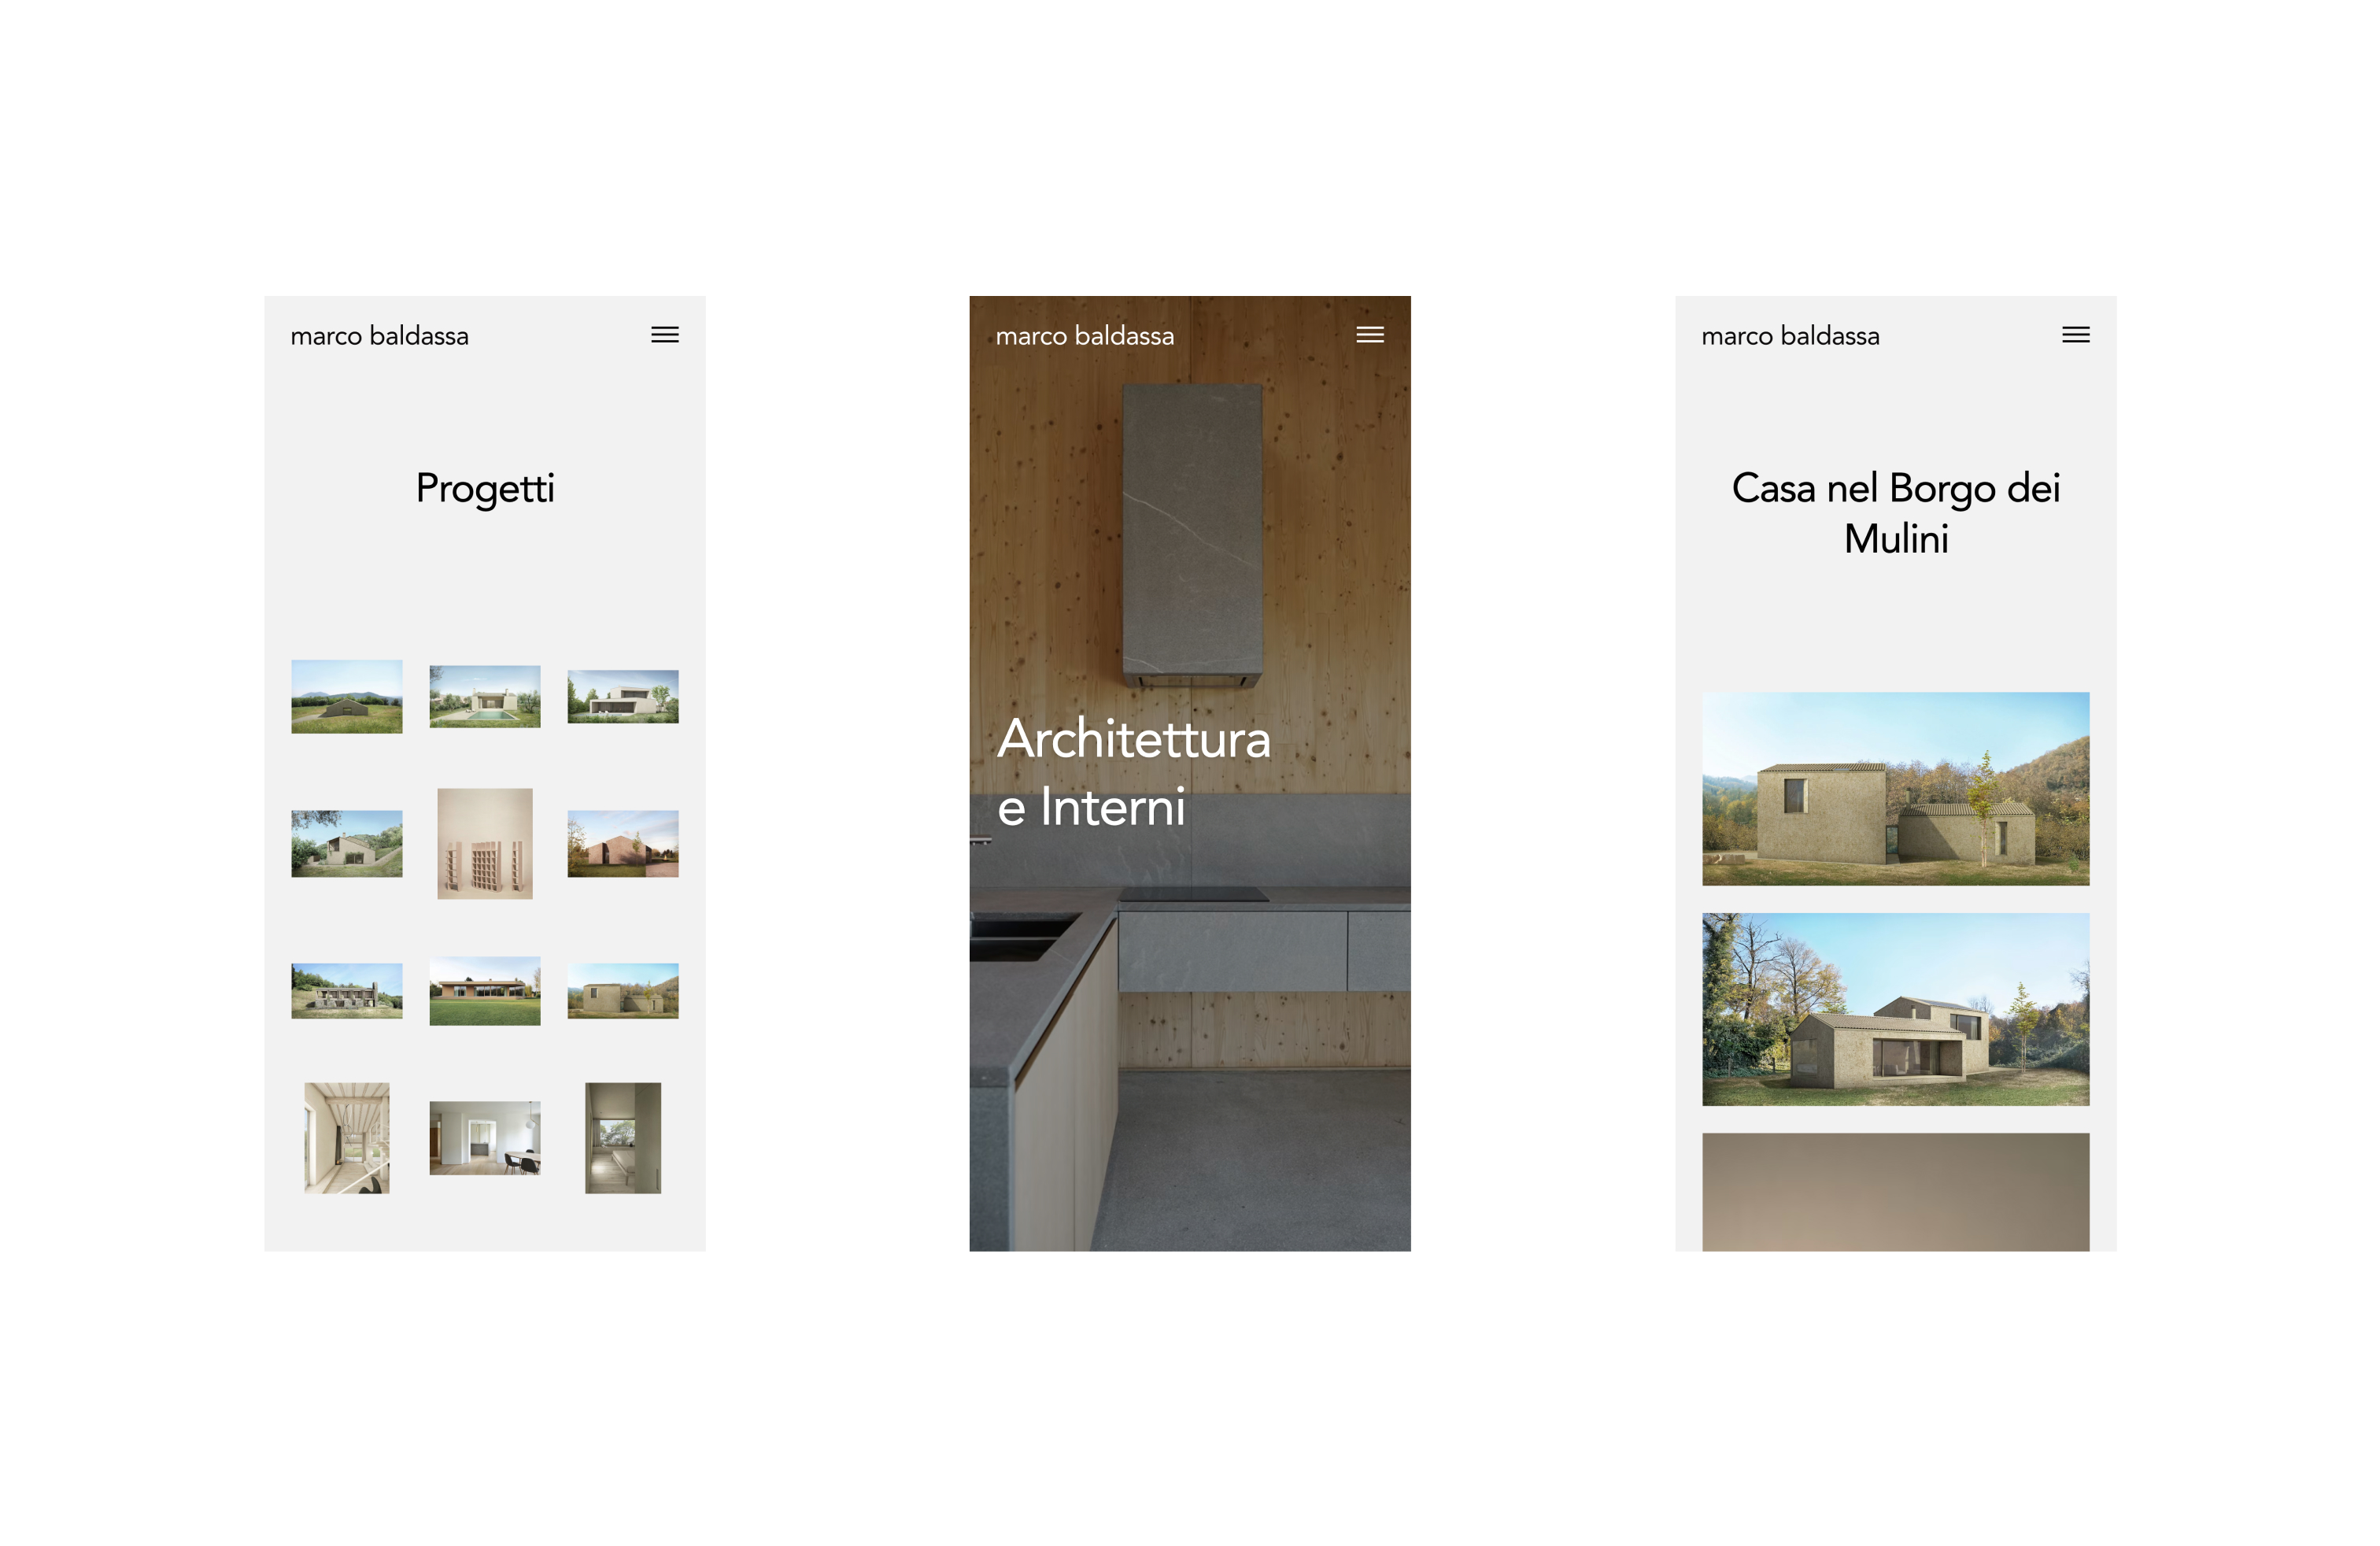 marco baldassa
Progetti
marco baldassa
Architettura
e Interni
marco baldassa
Casa nel Borgo dei
Mulini